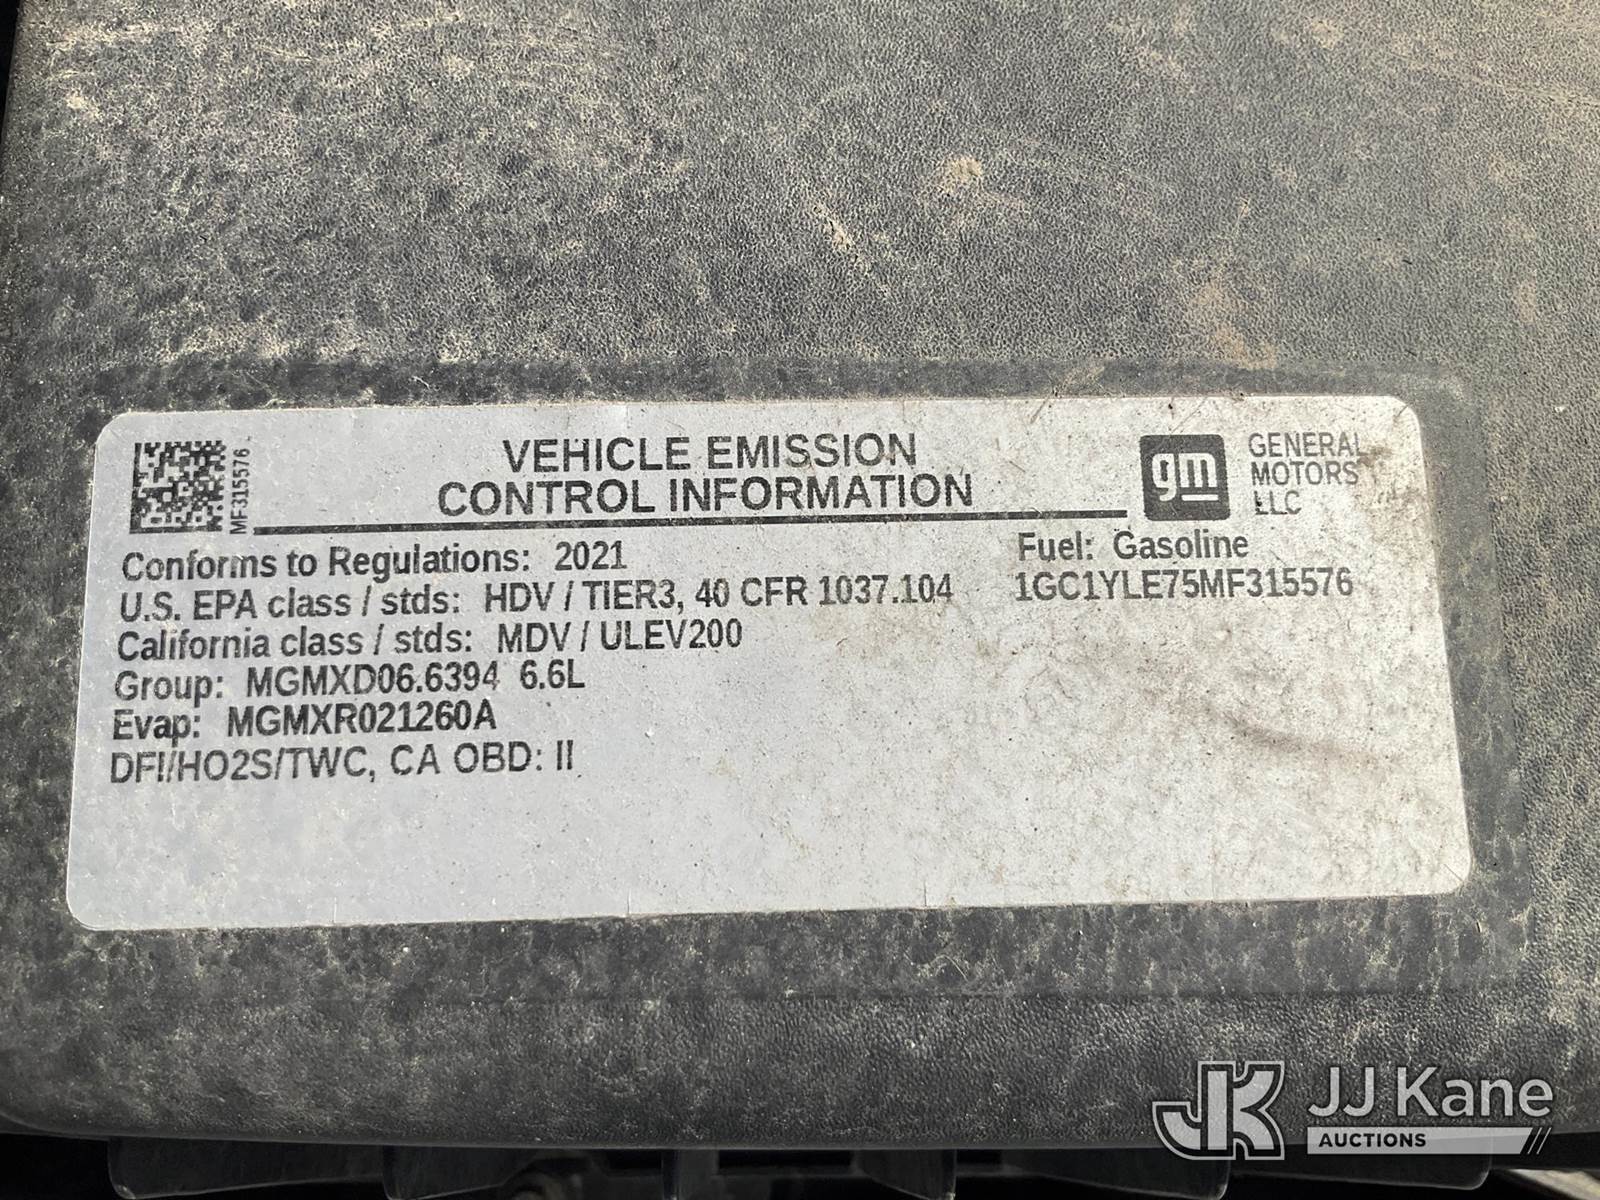 MF315576
VEHICLE EMISSION
CONTROL INFORMATION
gm
GENERAL
MOTORS
LLC
Conforms to Regulations: 2021
Fuel: Gasoline
U.S. EPA class / stds: HDV / TIER3, 40 CFR 1037.104
1GC1YLE75MF315576
California class / stds: MDV / ULEV200
Group: MGMXD06.6394 6.6L
Evap: MGMXR021260A
DFI/HO2S/TWC, CA OBD: II
JK
JJ Kane
AUCTIONS